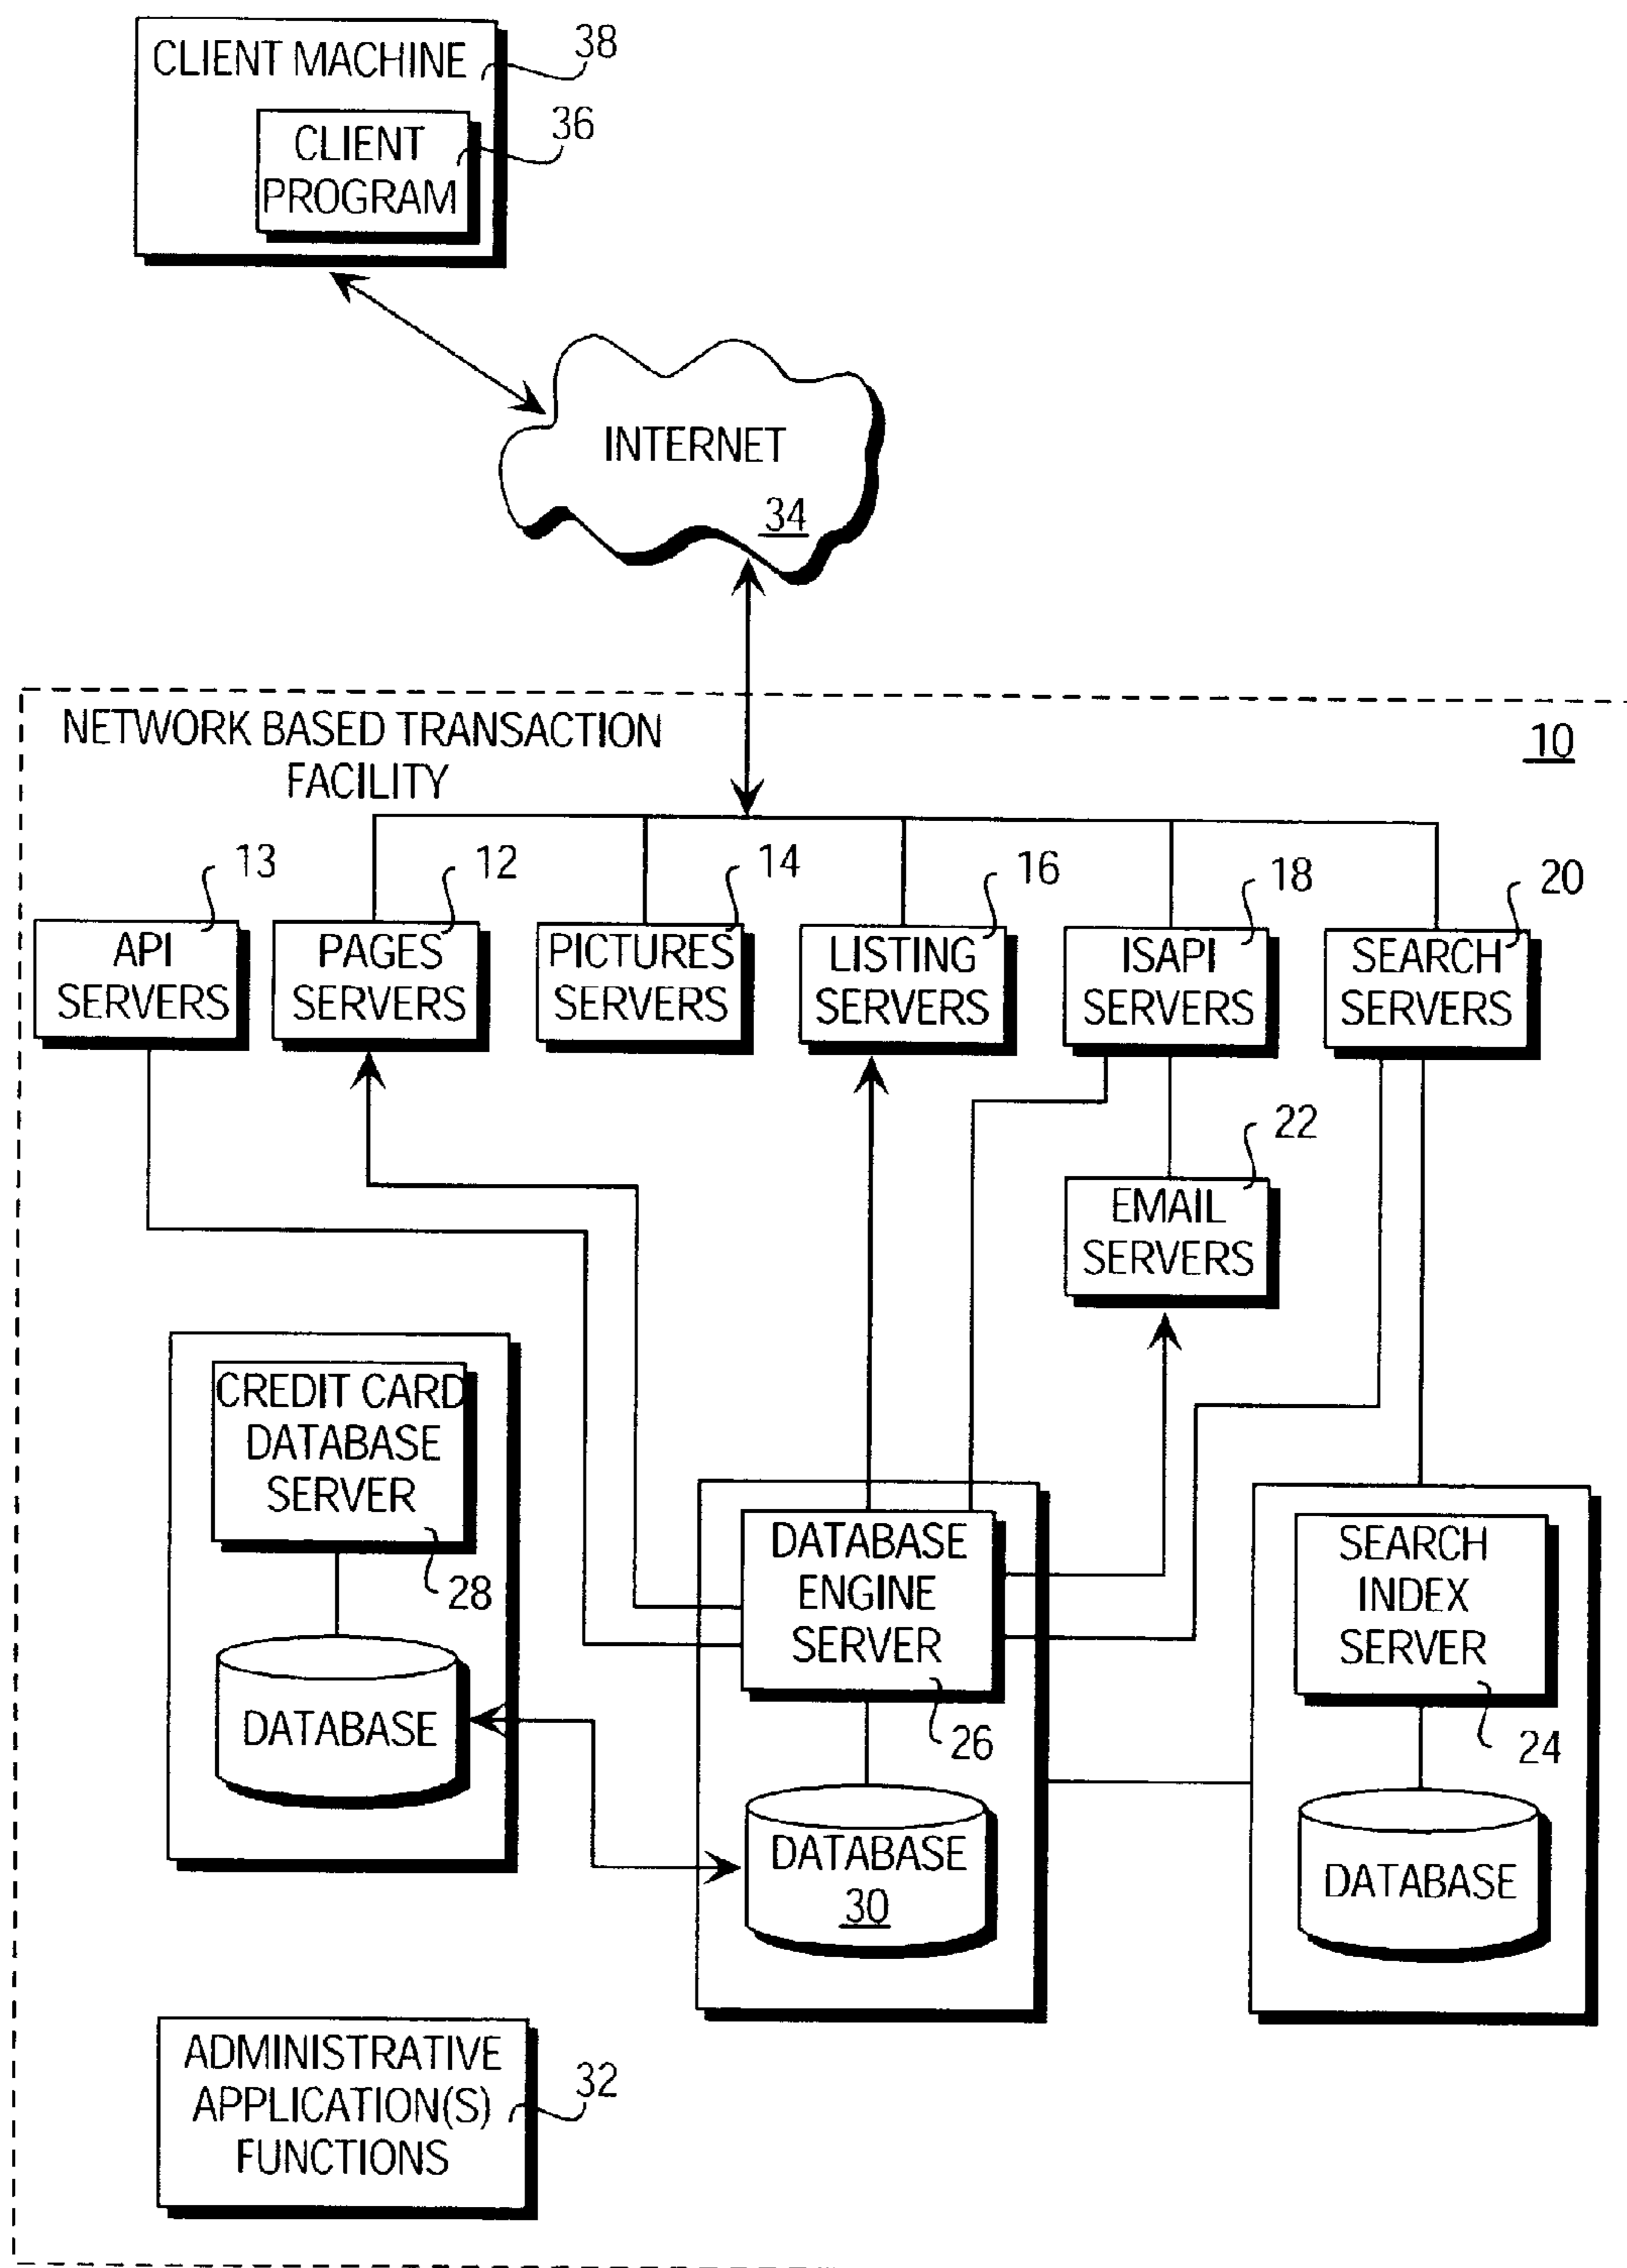 CLIENT MACHINE
38
CLIENT
PROGRAM
36
INTERNET
34
NETWORK BASED TRANSACTION
FACILITY
10
13
12
14
16
18
20
API
SERVERS
PAGES
SERVERS
PICTURES
SERVERS
LISTING
SERVERS
ISAPI
SERVERS
SEARCH
SERVERS
22
EMAIL
SERVERS
CREDIT CARD
DATABASE
SERVER
28
DATABASE
DATABASE
ENGINE
SERVER
26
DATABASE
30
SEARCH
INDEX
SERVER
24
DATABASE
ADMINISTRATIVE
APPLICATION(S)
FUNCTIONS
32